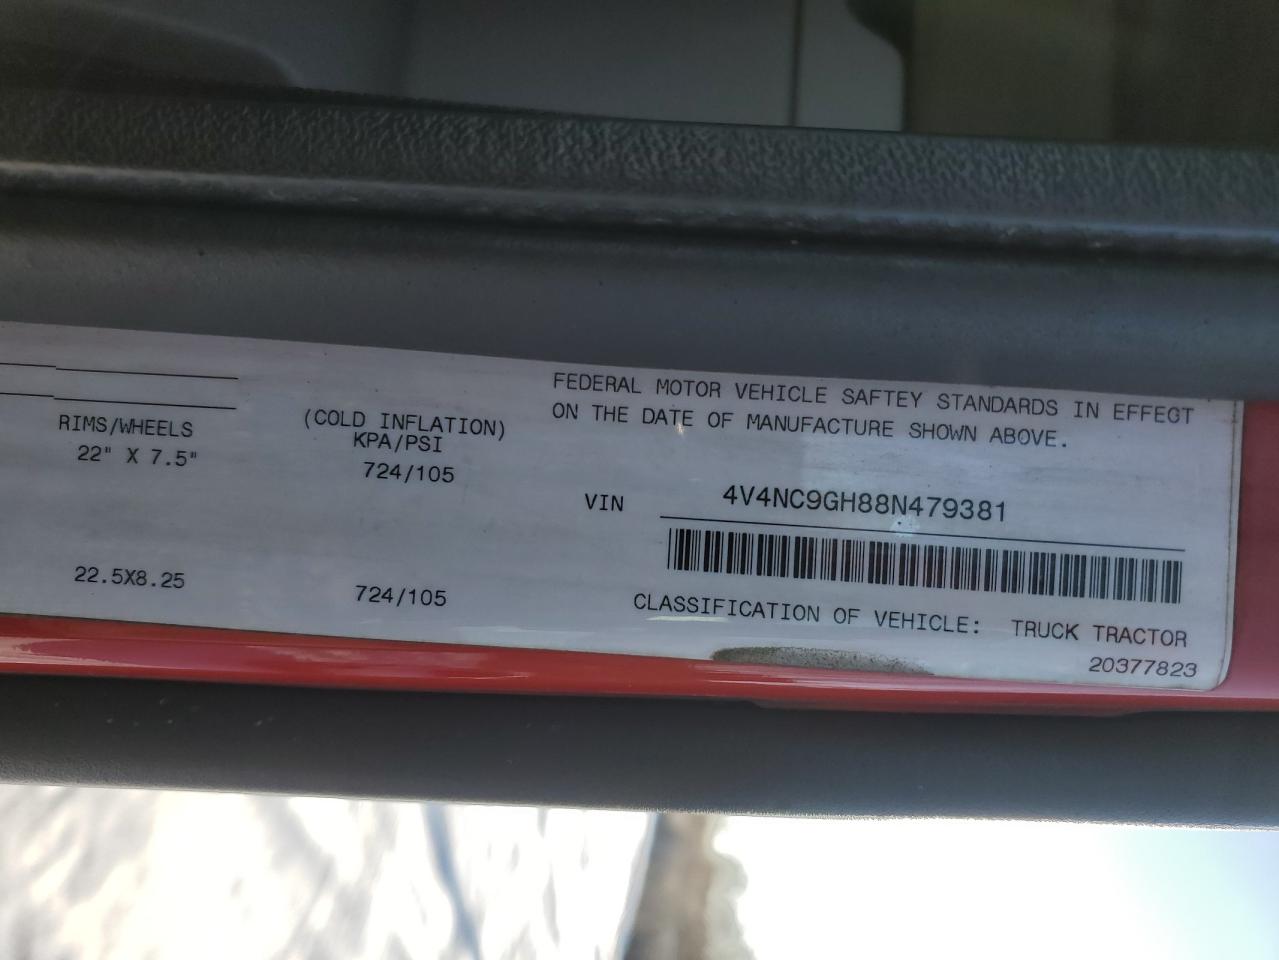 FEDERAL MOTOR VEHICLE SAFTEY STANDARDS IN EFFECT
ON THE DATE OF MANUFACTURE SHOWN ABOVE.
RIMS/WHEELS
22" X 7.5"
(COLD INFLATION)
KPA/PSI
724/105
VIN 4V4NC9GH88N479381
22.5X8.25
724/105
CLASSIFICATION OF VEHICLE: TRUCK TRACTOR
20377823